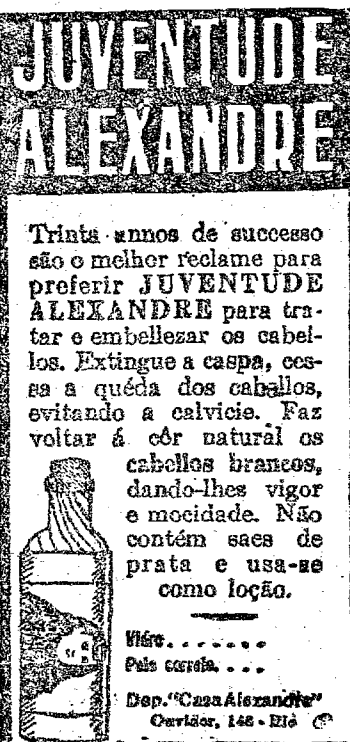 JUVENTUDE
ALEXANDRE
Trinta annos de successo
são o melhor reclame para
preferir JUVENTUDE
ALEXANDRE para tra-
tar e embellezar os cabel-
los. Extingue a caspa, ces-
sa a quéda dos cabellos,
evitando a calvicie. Faz
voltar á côr natural os
cabellos brancos,
dando-lhes vigor
e mocidade. Não
contém saes de
prata e usa-se
como loção.
Vidro. . . . . . .
Pelo correio. . . .
Dep. "Casa Alexandre"
Ouvidor, 148 - Rio